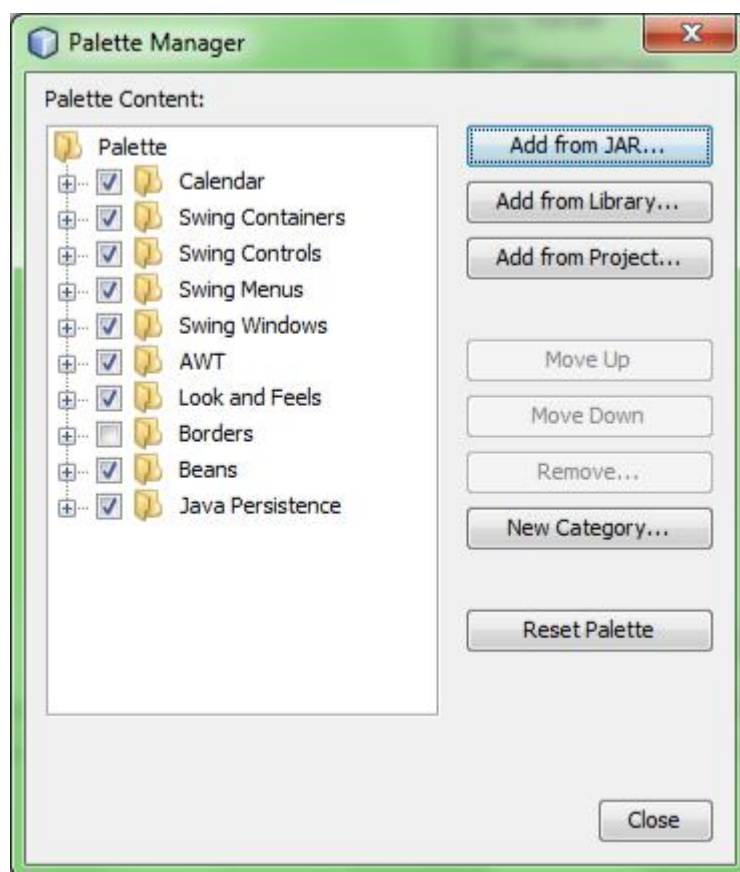 Palette Manager
Palette Content:
Palette
Calendar
Swing Containers
Swing Controls
Swing Menus
Swing Windows
AWT
Look and Feels
Borders
Beans
Java Persistence
Add from JAR...
Add from Library...
Add from Project...
Move Up
Move Down
Remove...
New Category...
Reset Palette
Close